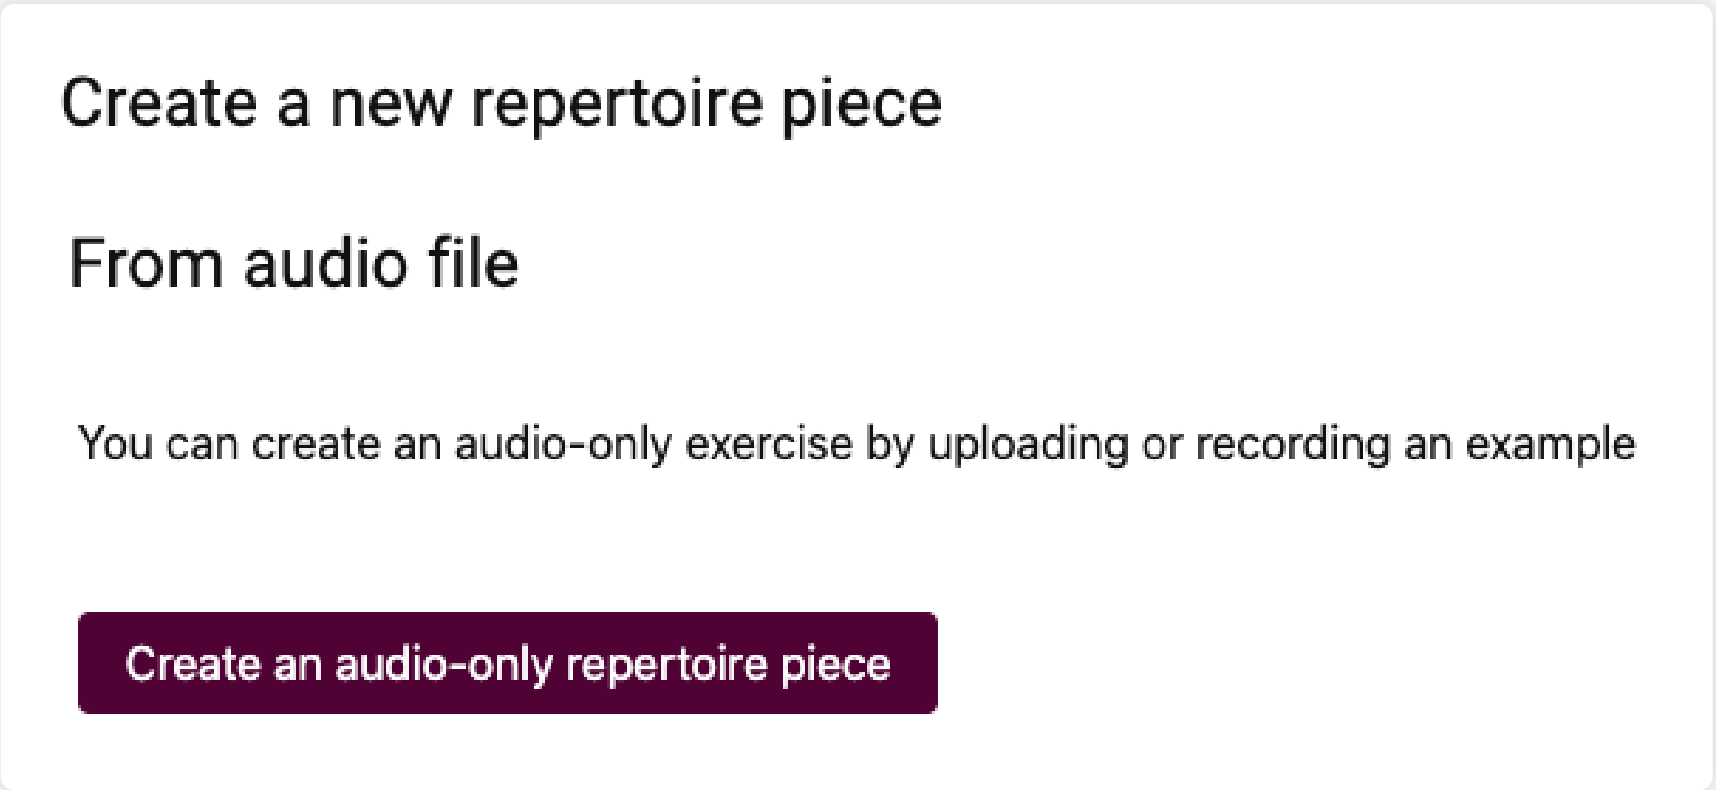 Create a new repertoire piece
From audio file
You can create an audio-only exercise by uploading or recording an example
Create an audio-only repertoire piece